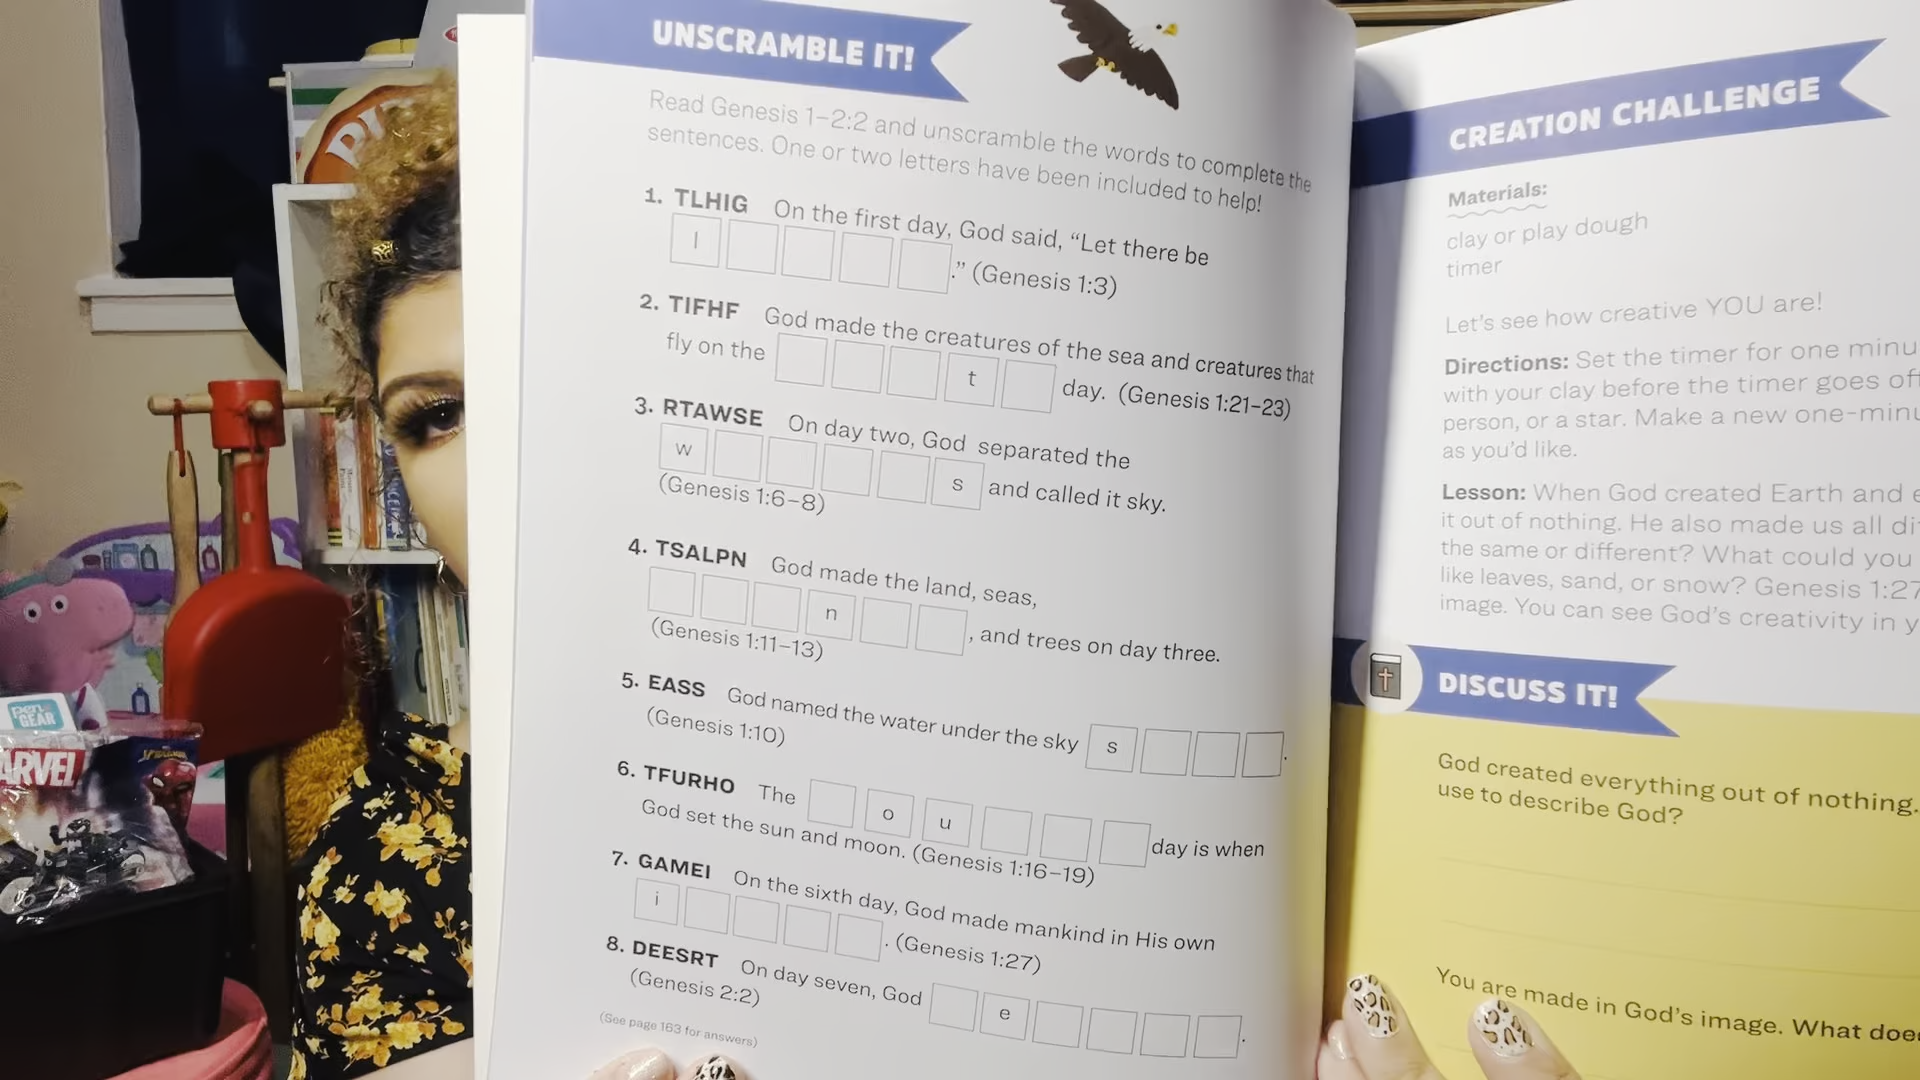 UNSCRAMBLE IT!
Read Genesis 1–2:2 and unscramble the words to complete the
sentences. One or two letters have been included to help!
1. TLHIG On the first day, God said, “Let there be
l .” (Genesis 1:3)
2. TIFHF God made the creatures of the sea and creatures that
fly on the t day. (Genesis 1:21–23)
3. RTAWSE On day two, God separated the
w s and called it sky.
(Genesis 1:6–8)
4. TSALPN God made the land, seas,
n , and trees on day three.
(Genesis 1:11–13)
5. EASS God named the water under the sky s .
(Genesis 1:10)
6. TFURHO The o u day is when
God set the sun and moon. (Genesis 1:16–19)
7. GAMEI On the sixth day, God made mankind in His own
i . (Genesis 1:27)
8. DEESRT On day seven, God e .
(Genesis 2:2)
(See page 163 for answers)
CREATION CHALLENGE
Materials:
clay or play dough
timer
Let’s see how creative YOU are!
Directions: Set the timer for one minu
with your clay before the timer goes off
person, or a star. Make a new one-minu
as you’d like.
Lesson: When God created Earth and e
it out of nothing. He also made us all di
the same or different? What could you
like leaves, sand, or snow? Genesis 1:27
image. You can see God’s creativity in y
DISCUSS IT!
God created everything out of nothing.
use to describe God?
You are made in God’s image. What doe
pen+GEAR
ARVEL